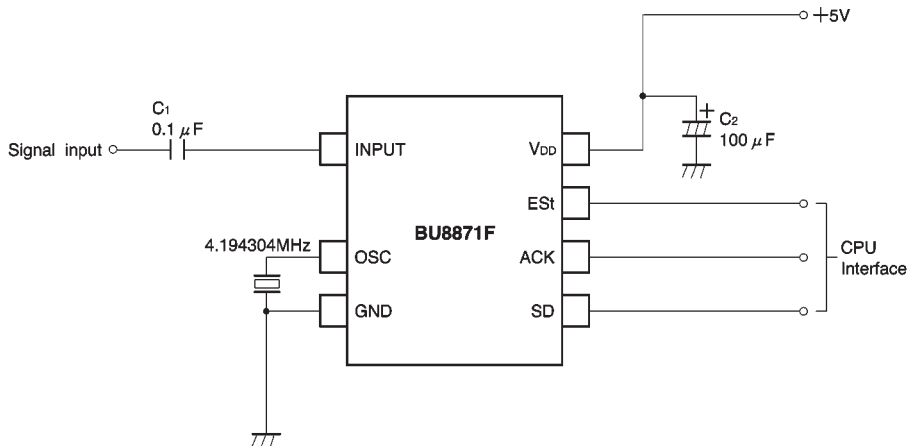 +5V
C1
0.1 μF
Signal input
INPUT
VDD
+
C2
100 μF
ESt
BU8871F
4.194304MHz
OSC
ACK
CPU
Interface
GND
SD